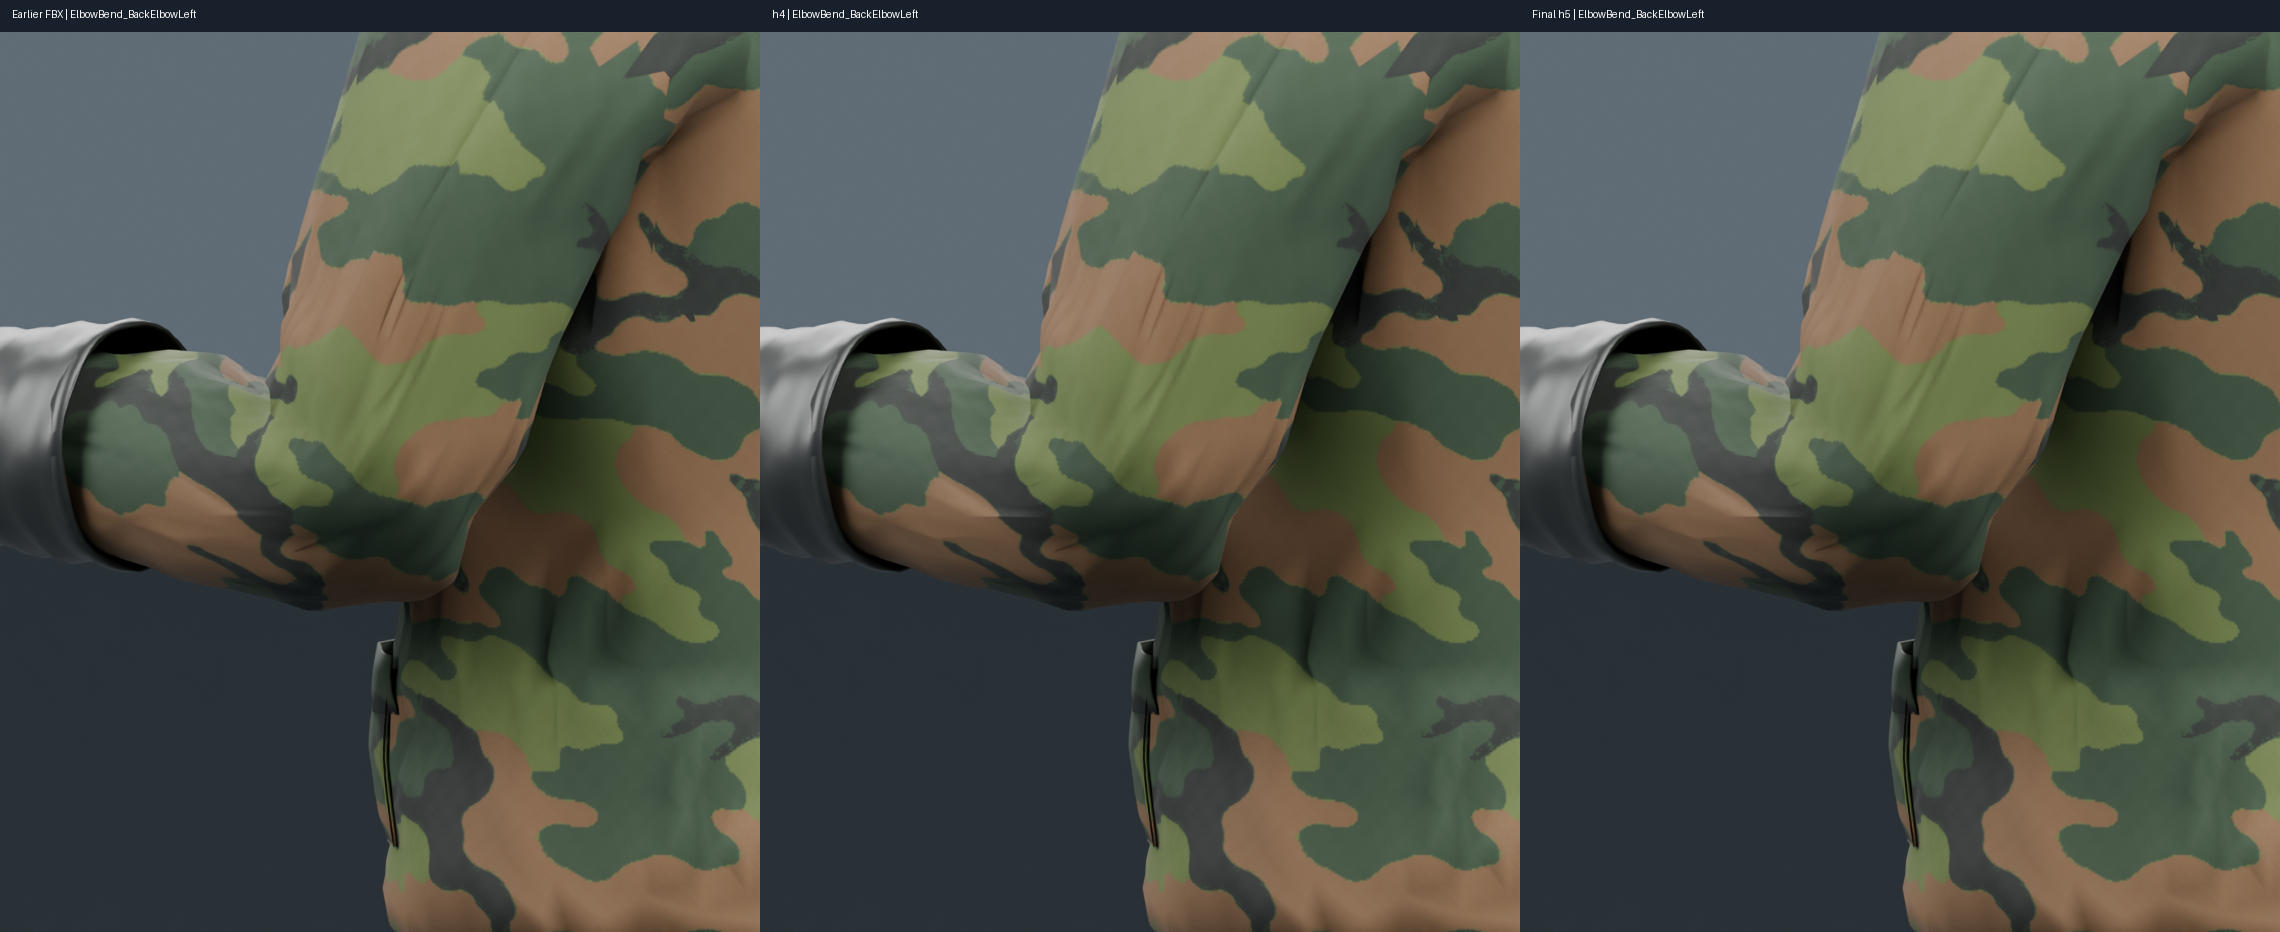 Earlier FBX | ElbowBend_BackElbowLeft
h4 | ElbowBend_BackElbowLeft
Final h5 | ElbowBend_BackElbowLeft